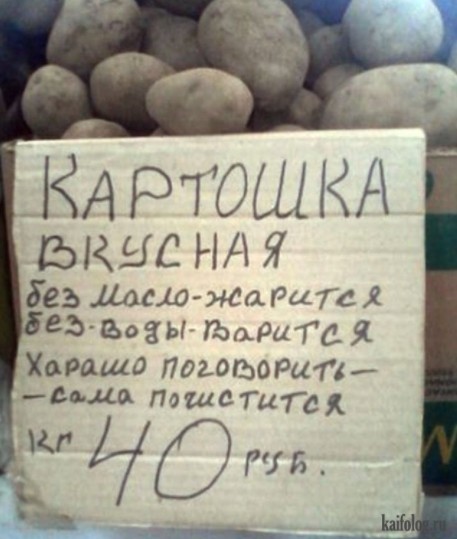 КАРТОШКА
ВКУСНАЯ
без масло-жарится
без-воды-варится
Харашо поговорить-
-сама почистится
кг 40 руб.
kaifolog.ru